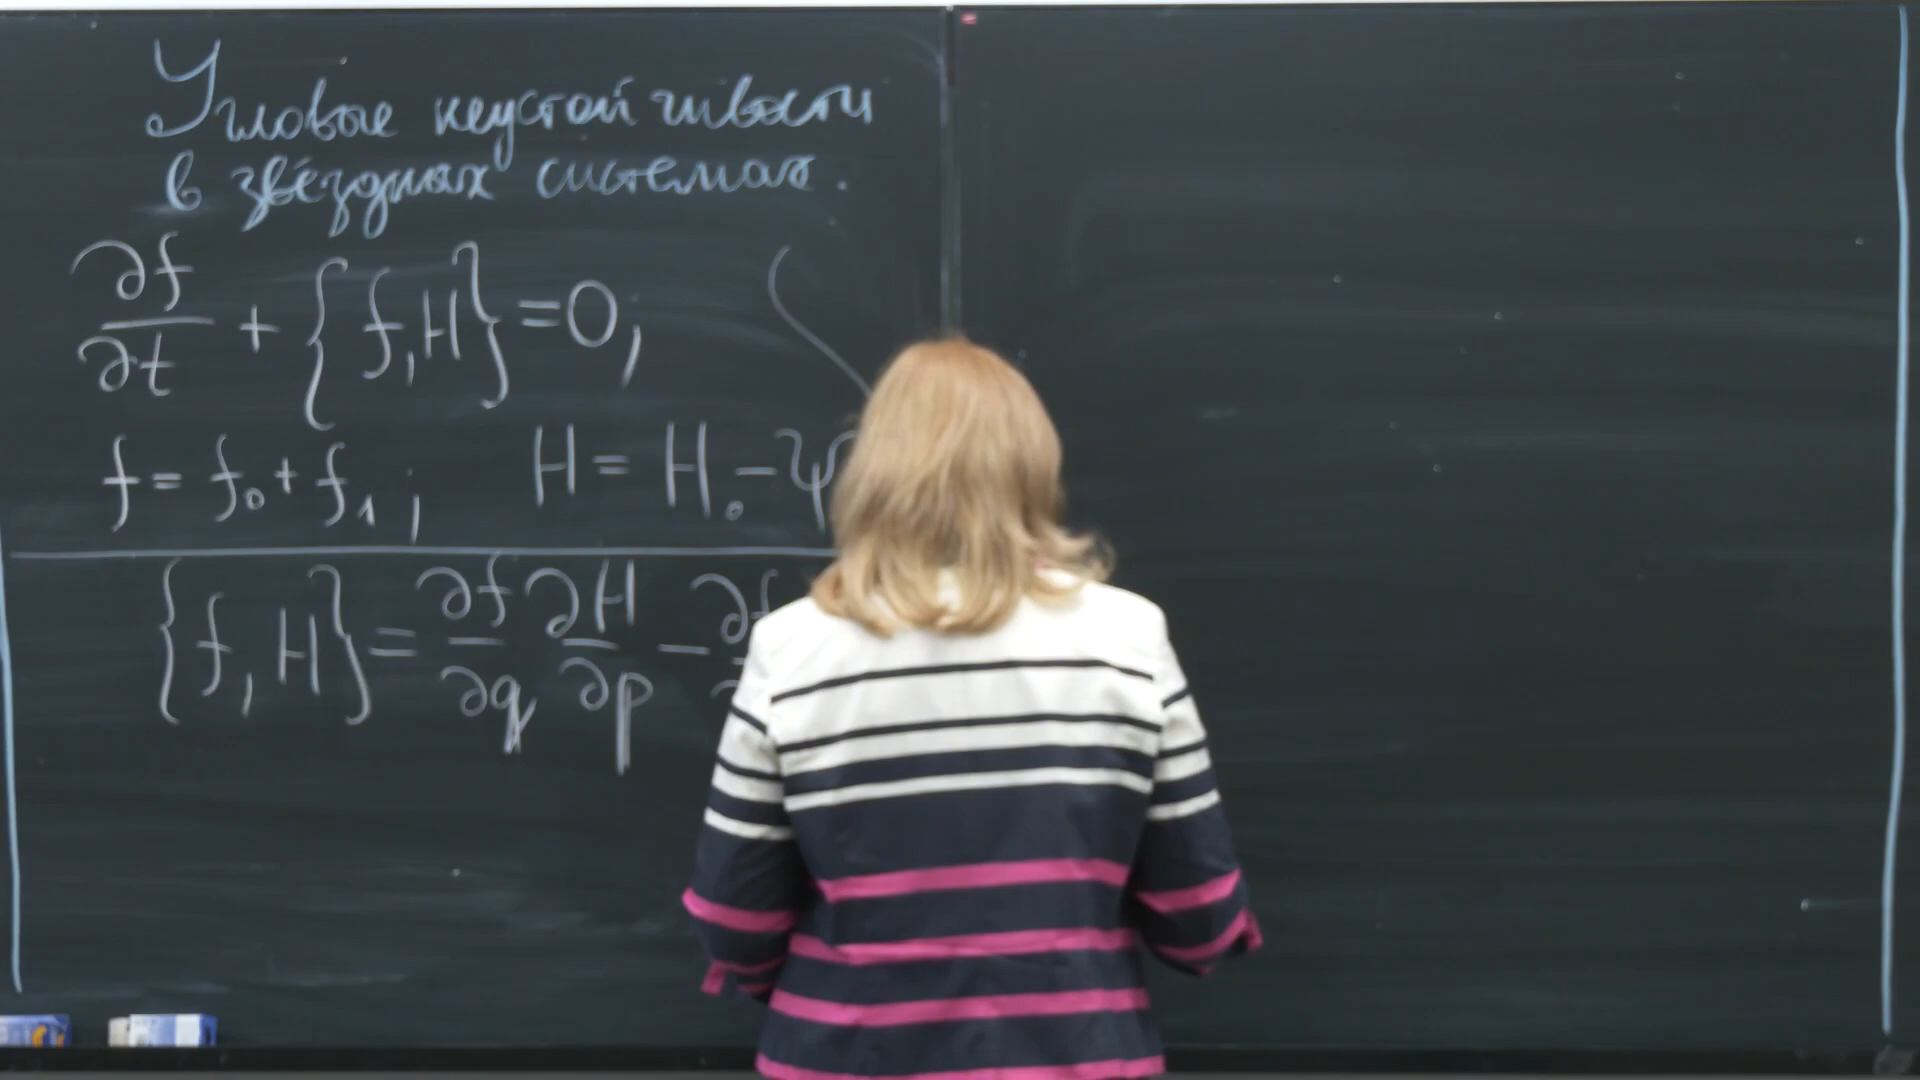 Угловые неустойчивости
в звёздных системах.
∂f/∂t + {f, H} = 0,
f = f₀ + f₁; H = H₀ - ψ
{f, H} = ∂f/∂q ∂H/∂p - ∂f